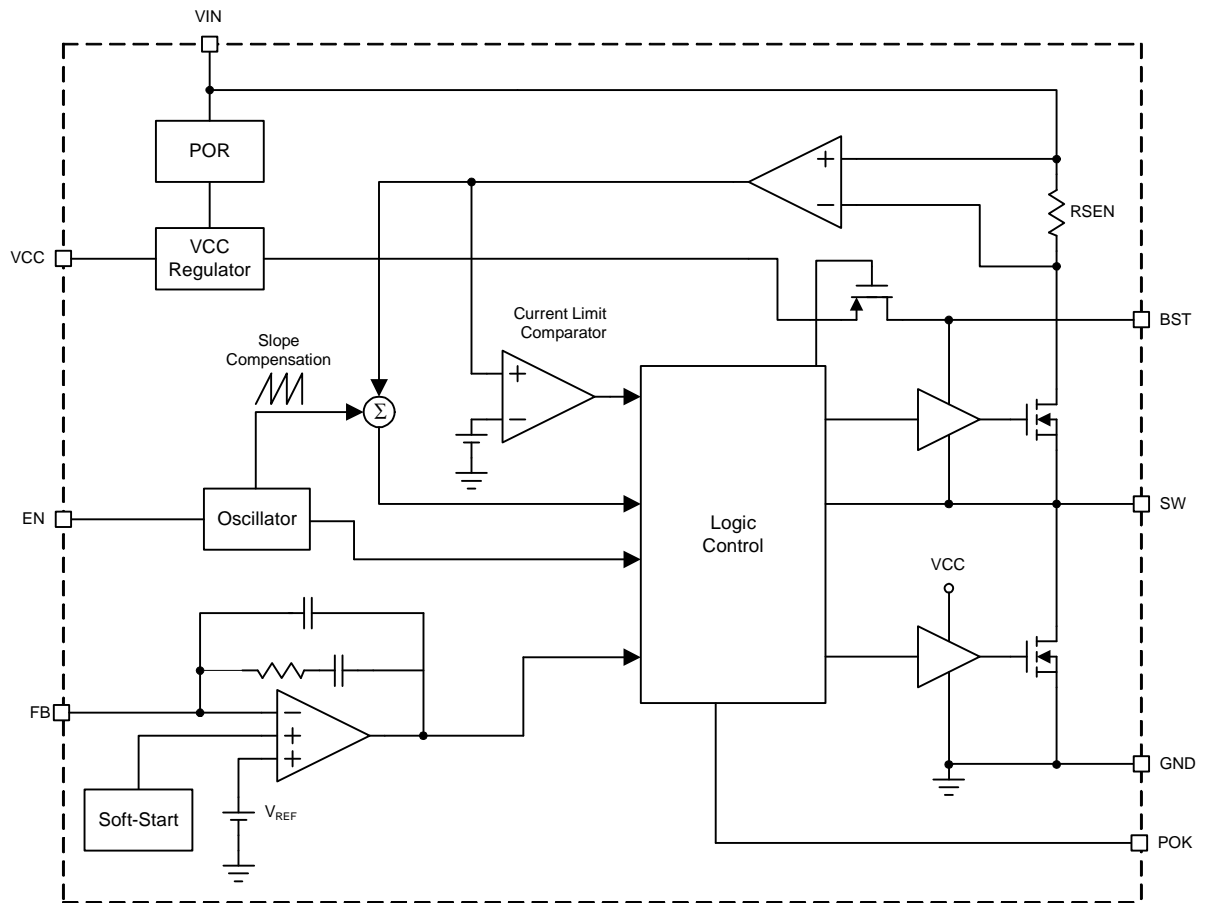 VIN
POR
VCC
VCC
Regulator
RSEN
BST
Current Limit
Comparator
Slope
Compensation
+
−
+
−
Σ
EN
Oscillator
Logic
Control
SW
VCC
FB
−
+
+
Soft-Start
VREF
GND
POK